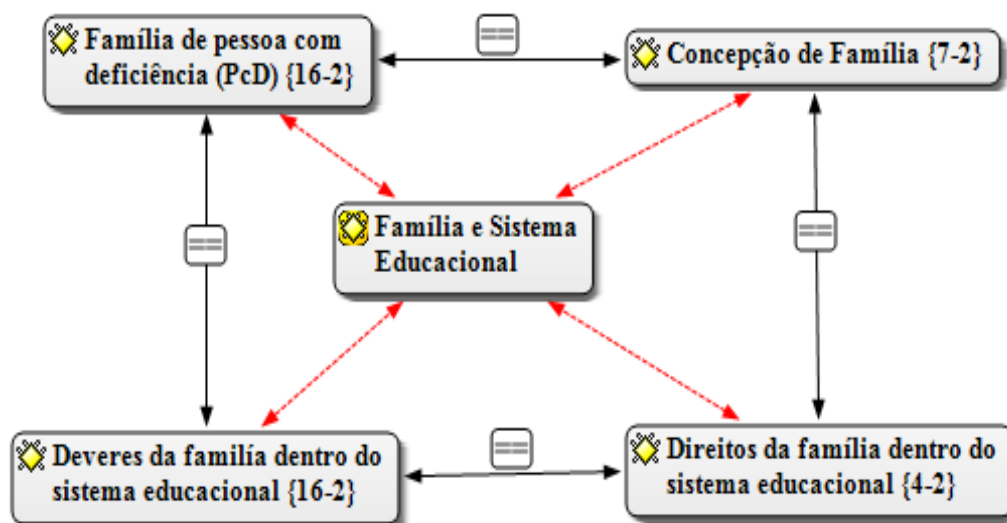 Família de pessoa com
deficiência (PcD) {16-2}
==
Concepção de Família {7-2}
==
==
Família e Sistema
Educacional
Deveres da familía dentro do
sistema educacional {16-2}
==
Direitos da família dentro do
sistema educacional {4-2}